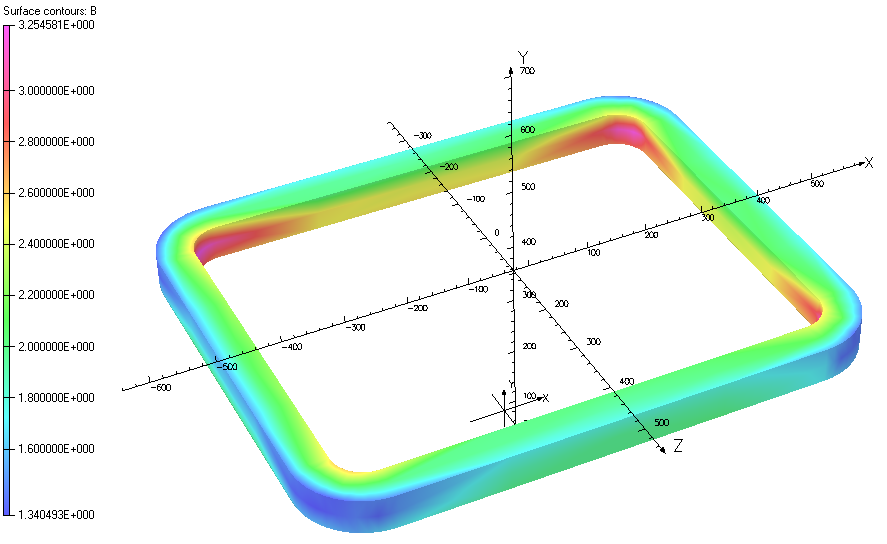 Surface contours: B
3.254581E+000
3.000000E+000
2.800000E+000
2.600000E+000
2.400000E+000
2.200000E+000
2.000000E+000
1.800000E+000
1.600000E+000
1.340493E+000
Y
700
600
500
400
300
200
100
X
500
400
300
200
100
-100
-200
-300
-400
-500
-600
-300
-200
-100
0
200
300
400
500
Z
Y
X